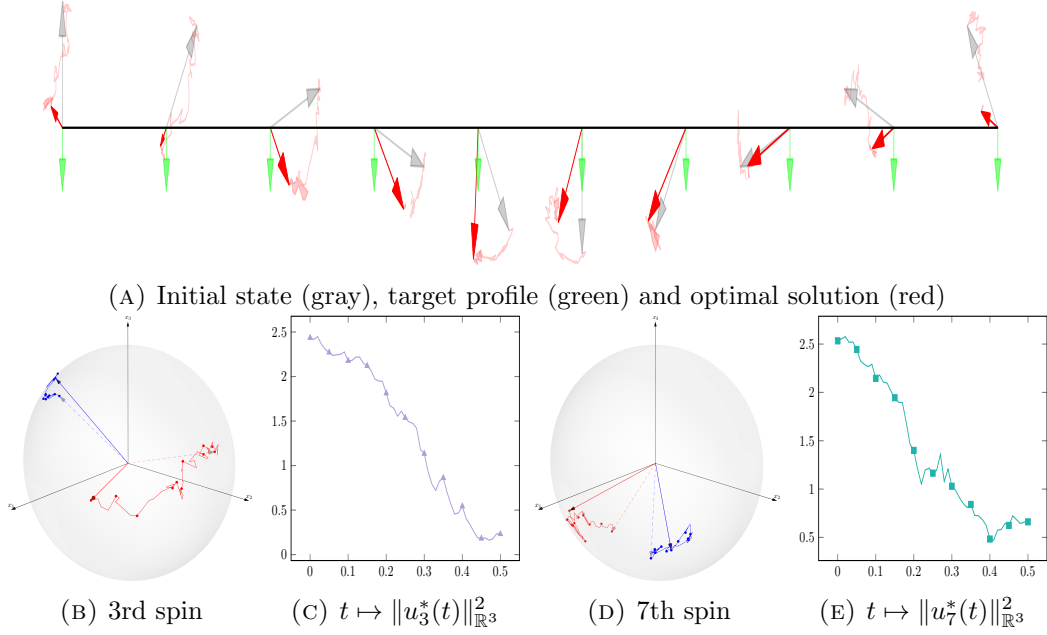 (A) Initial state (gray), target profile (green) and optimal solution (red)
x₃
2.5
2
1.5
1
0.5
0
0 0.1 0.2 0.3 0.4 0.5
x₂
2.5
2
1.5
1
0.5
0 0.1 0.2 0.3 0.4 0.5
(B) 3rd spin
(C) t ↦ ‖u₃*(t)‖²_ℝ³
(D) 7th spin
(E) t ↦ ‖u₇*(t)‖²_ℝ³